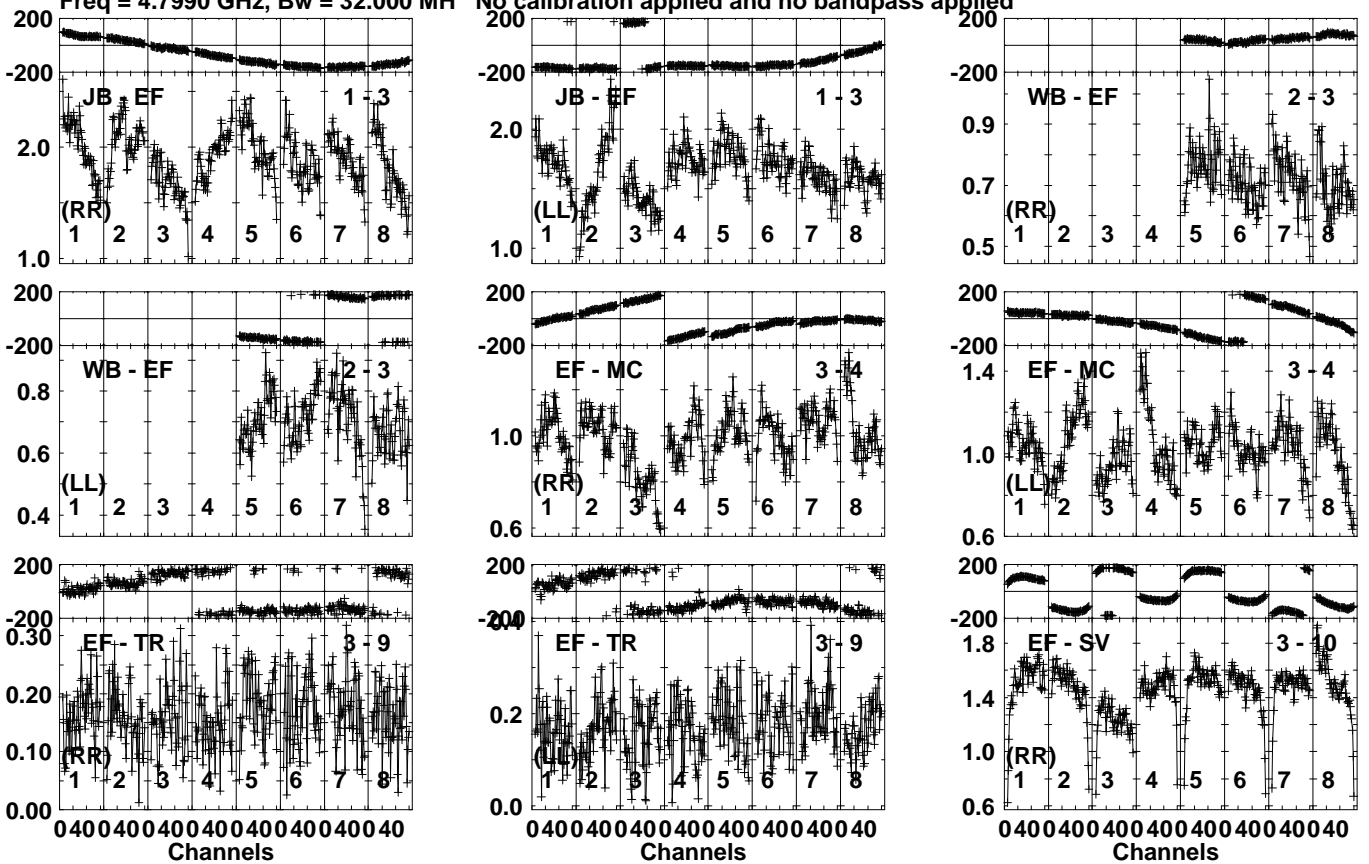 Freq = 4.7990 GHz, Bw = 32.000 MH No calibration applied and no bandpass applied
200
-200
JB - EF 1 - 3
2.0
(RR)
1 2 3 4 5 6 7 8
1.0
200
-200
JB - EF 1 - 3
2.0
(LL)
1 2 3 4 5 6 7 8
1.0
200
-200
WB - EF 2 - 3
0.9
0.7
(RR)
1 2 3 4 5 6 7 8
0.5
200
-200
WB - EF 2 - 3
0.8
0.6
(LL)
1 2 3 4 5 6 7 8
0.4
200
-200
EF - MC 3 - 4
1.0
(RR)
1 2 3 4 5 6 7 8
0.6
200
-200
EF - MC 3 - 4
1.4
1.0
(LL)
1 2 3 4 5 6 7 8
0.6
200
-200
0.30
EF - TR 3 - 9
0.20
0.10
(RR)
1 2 3 4 5 6 7 8
0.00
0 40 0 40 0 40 0 40 0 40 0 40 0 40 0 40
Channels
200
-200
0.4
EF - TR 3 - 9
0.2
(LL)
1 2 3 4 5 6 7 8
0.0
0 40 0 40 0 40 0 40 0 40 0 40 0 40 0 40
Channels
200
-200
1.8
EF - SV 3 - 10
1.4
1.0
(RR)
1 2 3 4 5 6 7 8
0.6
0 40 0 40 0 40 0 40 0 40 0 40 0 40 0 40
Channels